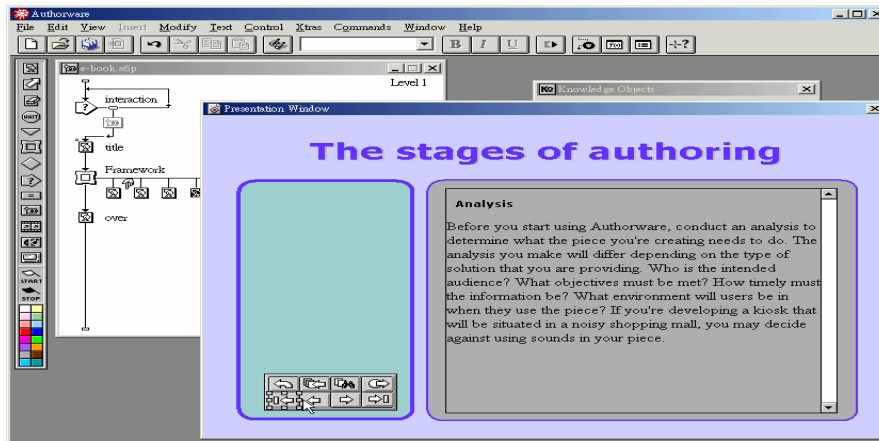 Authorware
File Edit View Insert Modify Text Control Xtras Commands Window Help
B I U
e-book.a6p
Level 1
interaction
title
Framework
over
WAIT
START
STOP
Knowledge Objects
Presentation Window
The stages of authoring
Analysis
Before you start using Authorware, conduct an analysis to
determine what the piece you're creating needs to do. The
analysis you make will differ depending on the type of
solution that you are providing. Who is the intended
audience? What objectives must be met? How timely must
the information be? What environment will users be in
when they use the piece? If you're developing a kiosk that
will be situated in a noisy shopping mall, you may decide
against using sounds in your piece.